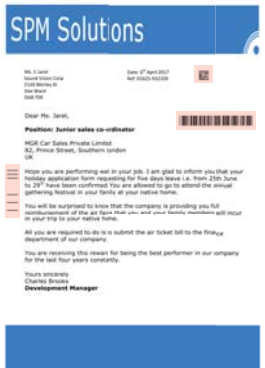 SPM Solutions
Ms. C Jaret
Sound Vision Corp
Dee Ward
Date: 6th April 2017
Dear Ms. Jaret,
Position: Junior sales co-crdinator
MGR Car Sales Private Limited
82, Prince Street, Southern london
UK
Hope you are performing wel in your job. I am glad to inform you that your
holiday application form requesting for five days leave i.e. from 25th June
to 29th have been confirmed You are allowed to go to attend the annual
gathering festival in your family at your native home.
You will be surprised to know that the company is providing you full
reimbursement of the air fare that you and your family members will incur
in your trip to your native home.
All you are required to do is o submit the air ticket bill to the finance
department of our company.
You are receiving this rewarn for being the best performer in our company
for the last four years constantly.
Yours sincerely
Charles Brooks
Development Manager